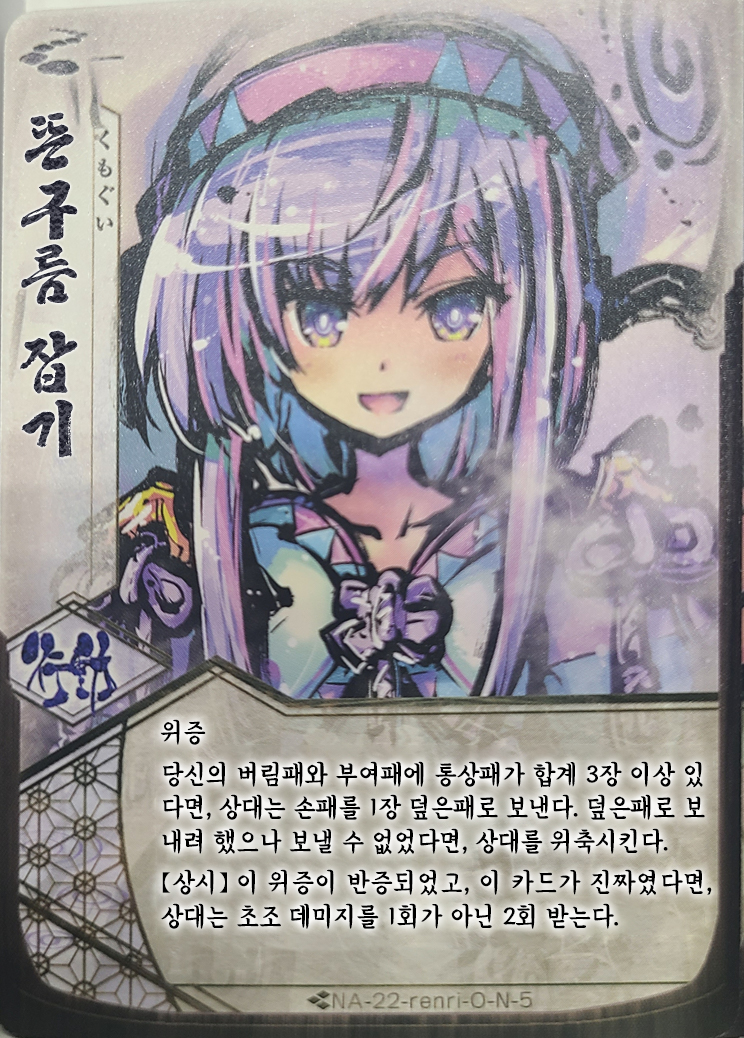 뜬구름 잡기
くもぐい
行動
위증
당신의 버림패와 부여패에 통상패가 합계 3장 이상 있
다면, 상대는 손패를 1장 덮은패로 보낸다. 덮은패로 보
내려 했으나 보낼 수 없었다면, 상대를 위축시킨다.
【상시】이 위증이 반증되었고, 이 카드가 진짜였다면,
상대는 초조 데미지를 1회가 아닌 2회 받는다.
NA-22-renri-O-N-5